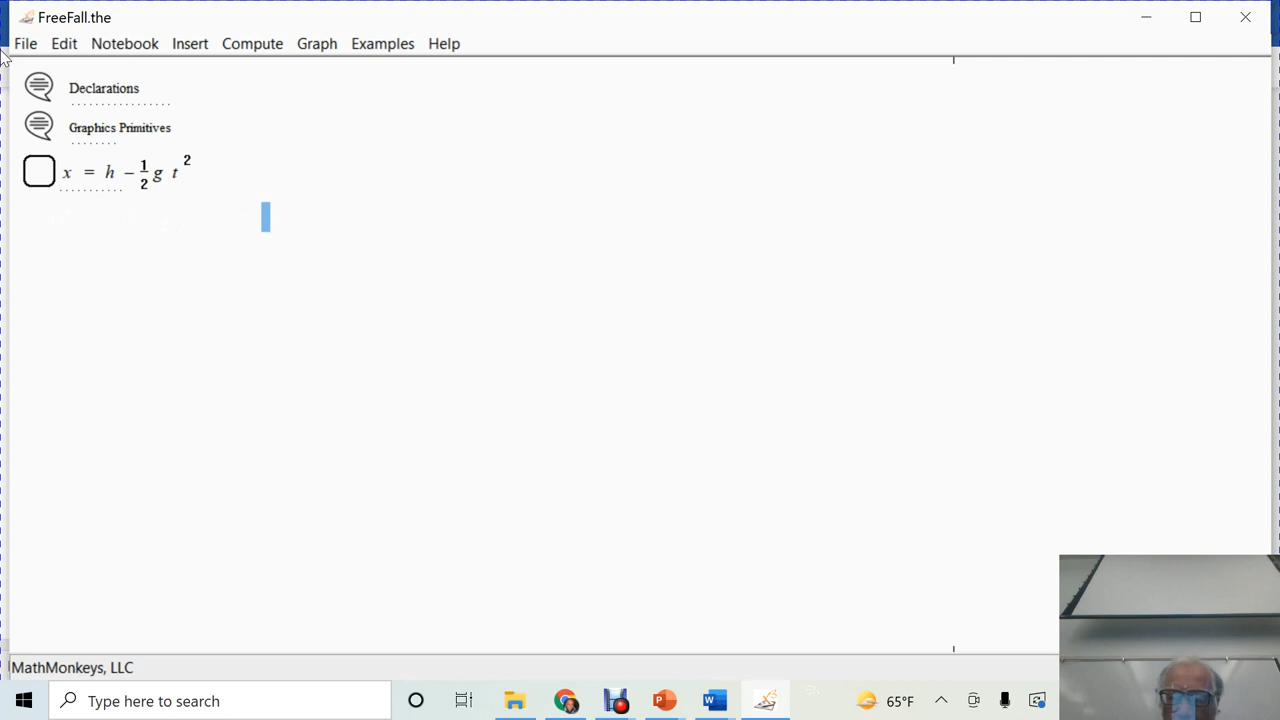 FreeFall.the
File Edit Notebook Insert Compute Graph Examples Help
Declarations
Graphics Primitives
x = h − 1/2 g t ²
MathMonkeys, LLC
Type here to search
65°F